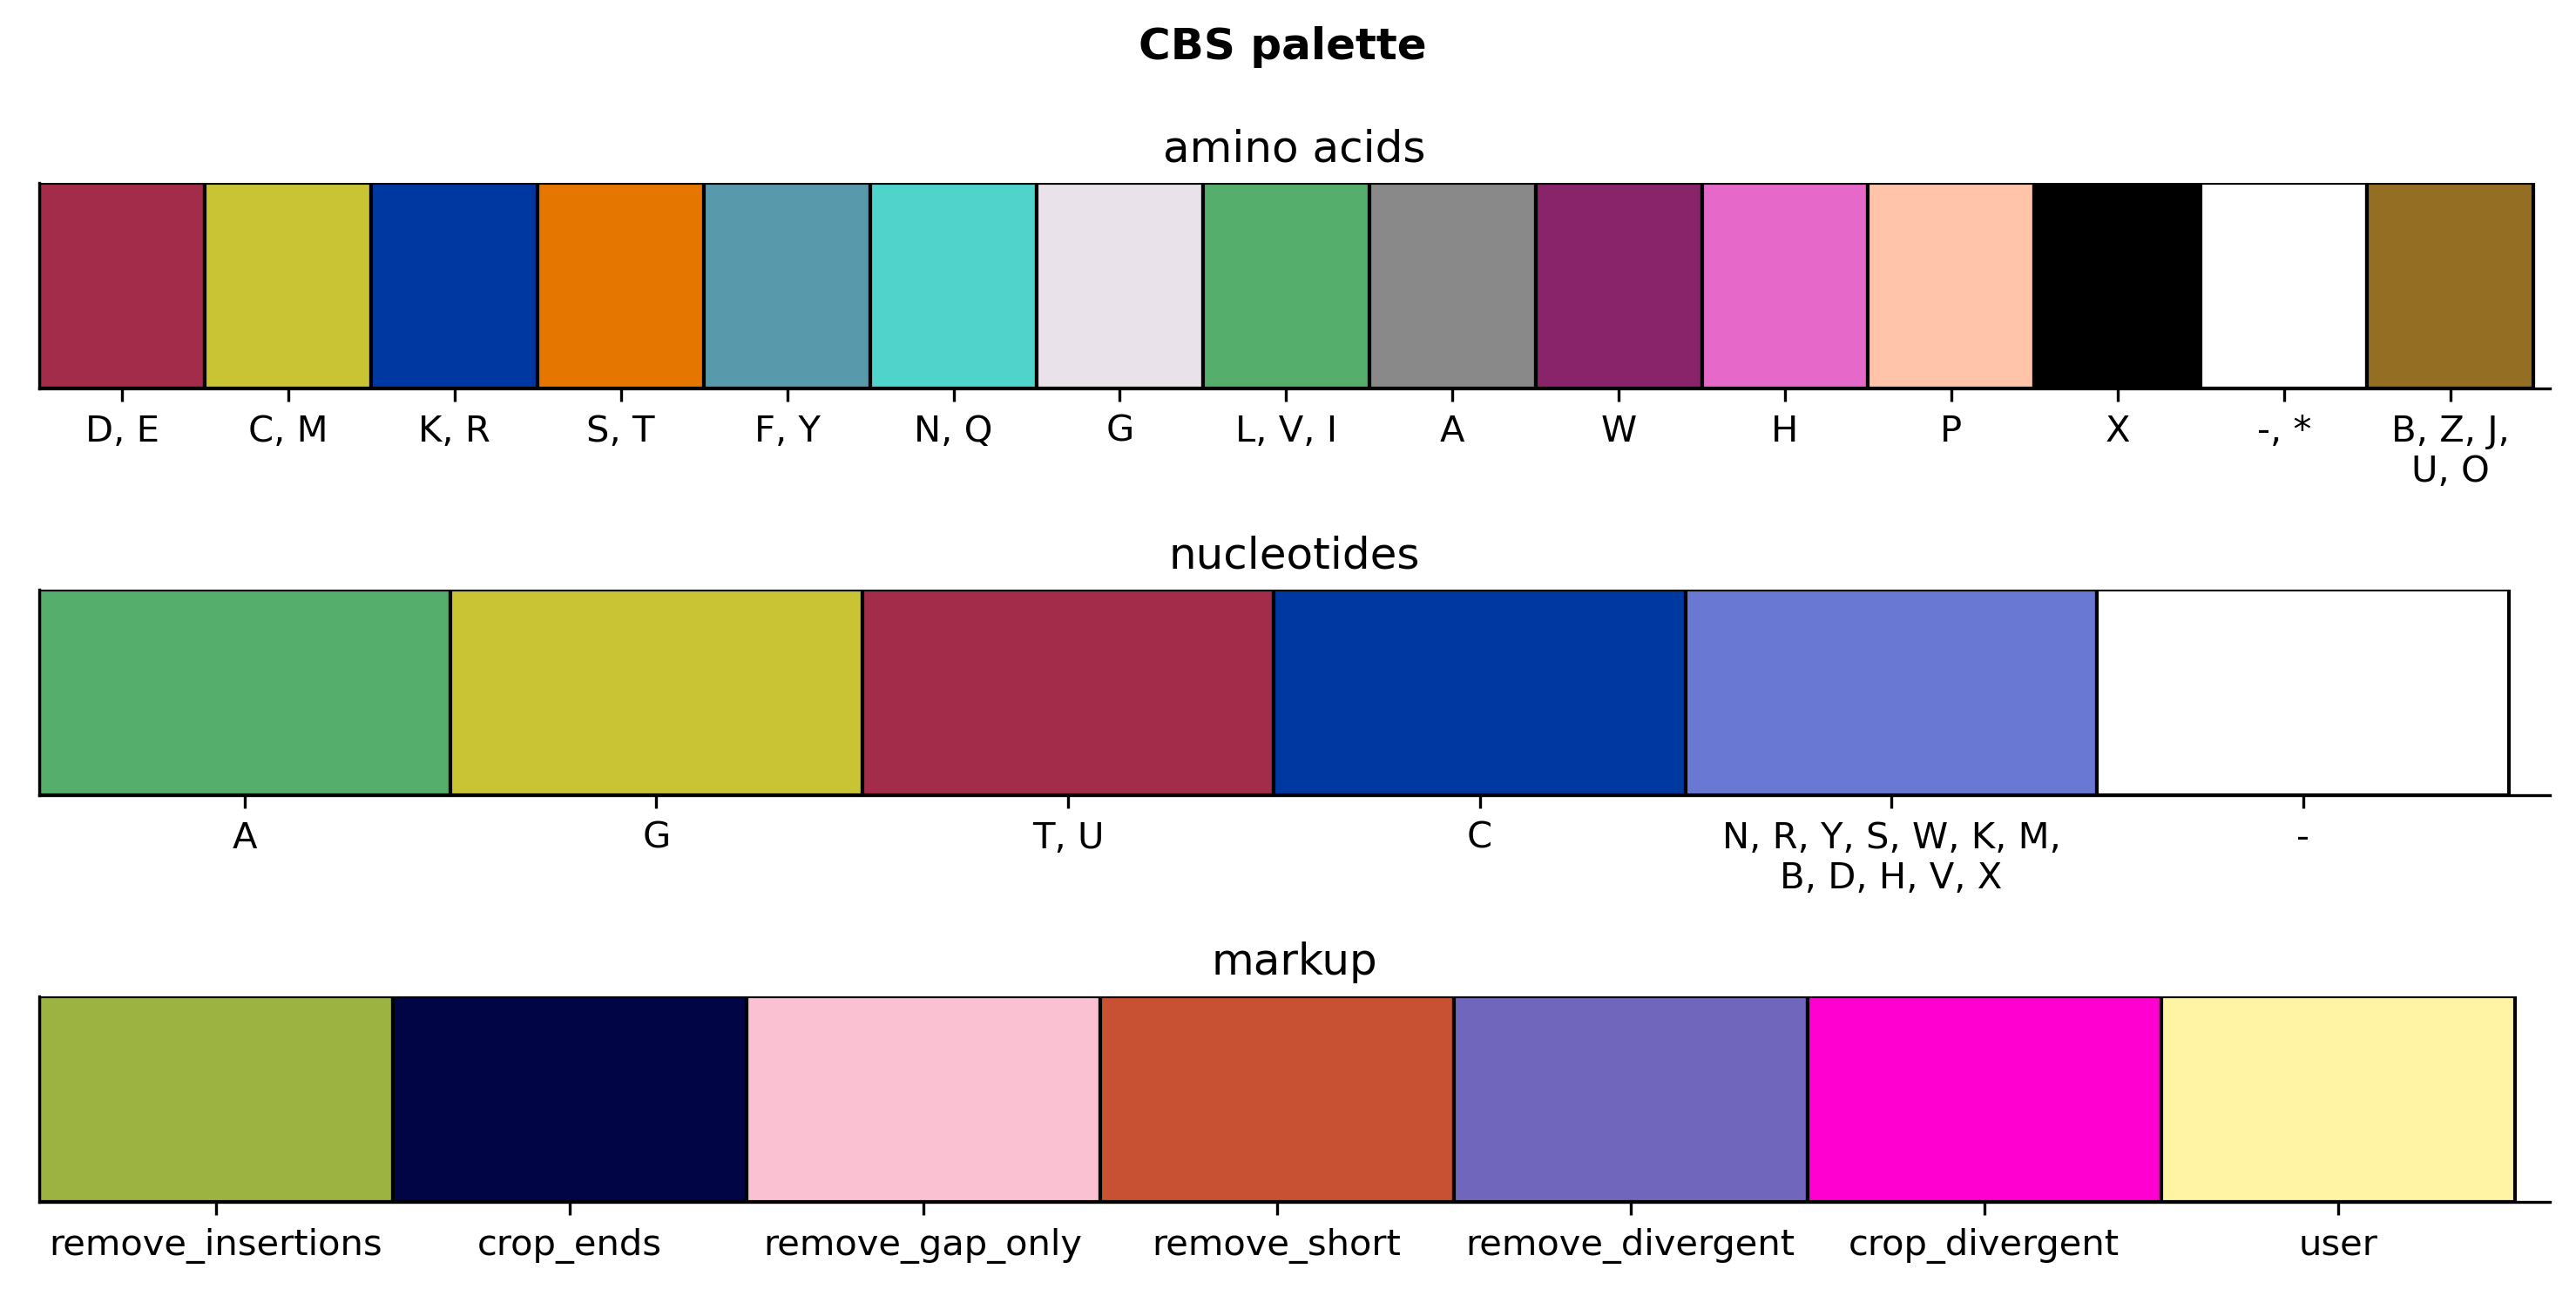 CBS palette
amino acids
D, E
C, M
K, R
S, T
F, Y
N, Q
G
L, V, I
A
W
H
P
X
-, *
B, Z, J,
U, O
nucleotides
A
G
T, U
C
N, R, Y, S, W, K, M,
B, D, H, V, X
-
markup
remove_insertions
crop_ends
remove_gap_only
remove_short
remove_divergent
crop_divergent
user